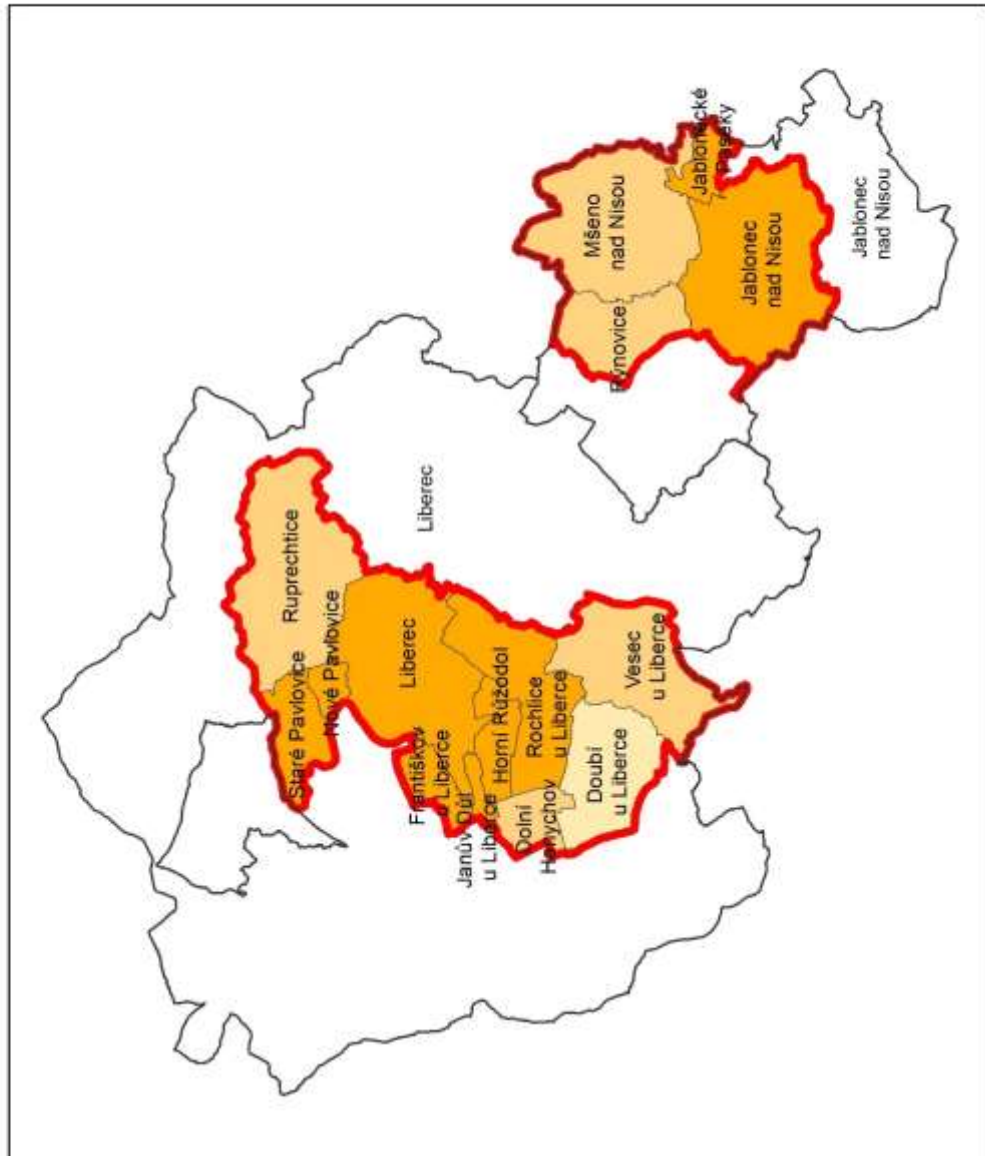 Staré Pavlovice
Ruprechtice
Nové Pavlovice
Liberec
Liberec
Františkov
u Liberce
Janův Důl
u Liberce
Horní Růžodol
Dolní
Hanychov
Rochlice
u Liberce
Doubí
u Liberce
Vesec
u Liberce
Mšeno
nad Nisou
Rýnovice
Jablonecké
Paseky
Jablonec
nad Nisou
Jablonec
nad Nisou